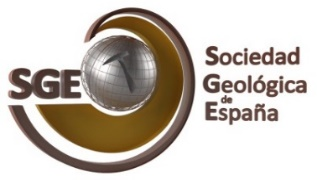 SGE
Sociedad
Geológica
de
España